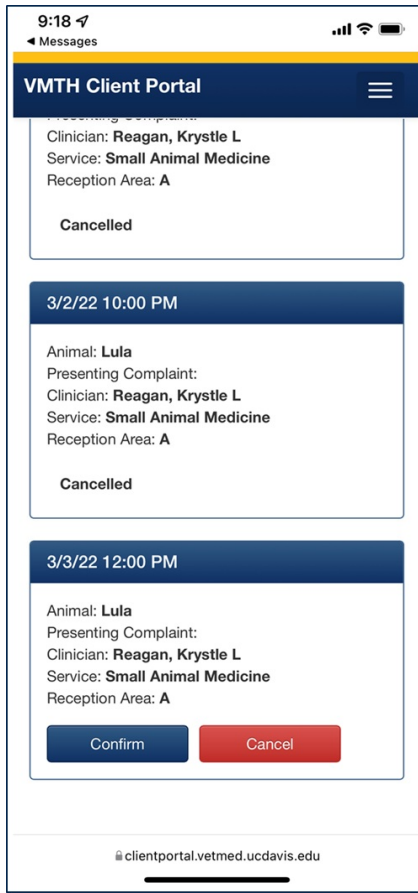 9:18
Messages
VMTH Client Portal
Presenting Complaint:
Clinician: Reagan, Krystle L
Service: Small Animal Medicine
Reception Area: A
Cancelled
3/2/22 10:00 PM
Animal: Lula
Presenting Complaint:
Clinician: Reagan, Krystle L
Service: Small Animal Medicine
Reception Area: A
Cancelled
3/3/22 12:00 PM
Animal: Lula
Presenting Complaint:
Clinician: Reagan, Krystle L
Service: Small Animal Medicine
Reception Area: A
Confirm Cancel
clientportal.vetmed.ucdavis.edu